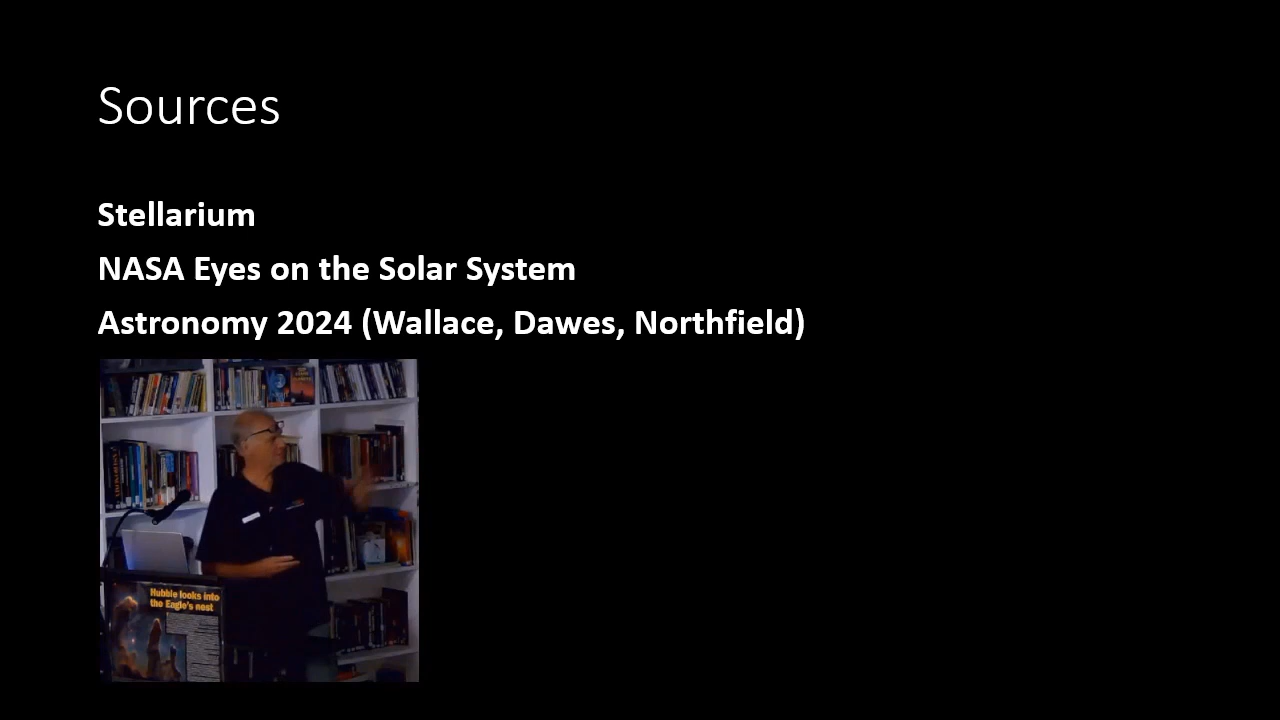 Sources
Stellarium
NASA Eyes on the Solar System
Astronomy 2024 (Wallace, Dawes, Northfield)
Hubble looks into
the Eagle's nest